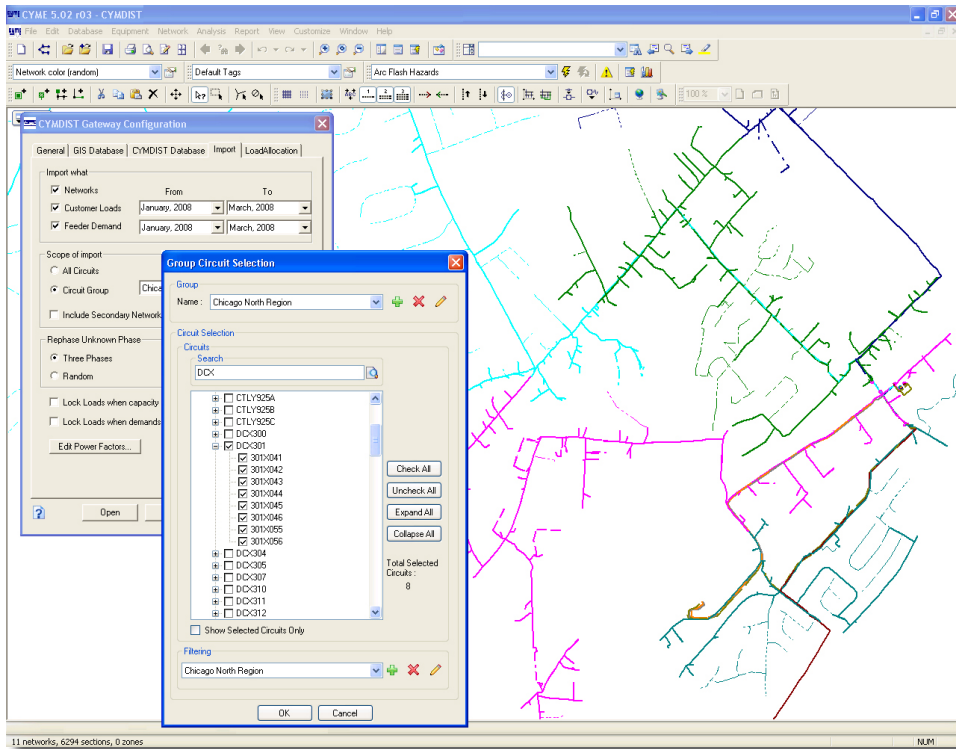 CYME 5.02 r03 - CYMDIST
File Edit Database Equipment Network Analysis Report View Customize Window Help
Network color (random)
Default Tags
Arc Flash Hazards
100 %
CYMDIST Gateway Configuration
General GIS Database CYMDIST Database Import LoadAllocation
Import what
Networks From To
Customer Loads January, 2008 March, 2008
Feeder Demand January, 2008 March, 2008
Scope of import
All Circuits
Circuit Group Chica
Include Secondary Network
Rephase Unknown Phase
Three Phases
Random
Lock Loads when capacity
Lock Loads when demands
Edit Power Factors...
Open
Group Circuit Selection
Group
Name : Chicago North Region
Circuit Selection
Circuits
Search
DCX
CTLY925A
CTLY925B
CTLY925C
DCX300
DCX301
301X041
301X042
301X043
301X044
301X045
301X046
301X055
301X056
DCX304
DCX305
DCX307
DCX310
DCX311
DCX312
Check All
Uncheck All
Expand All
Collapse All
Total Selected
Circuits :
8
Show Selected Circuits Only
Filtering
Chicago North Region
OK Cancel
11 networks, 6294 sections, 0 zones NUM